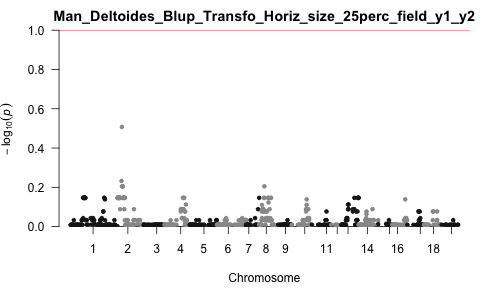 Man_Deltoides_Blup_Transfo_Horiz_size_25perc_field_y1_y2
1.0
0.8
0.6
0.4
0.2
0.0
− log10(p)
1 2 3 4 5 6 7 8 9 11 14 16 18
Chromosome